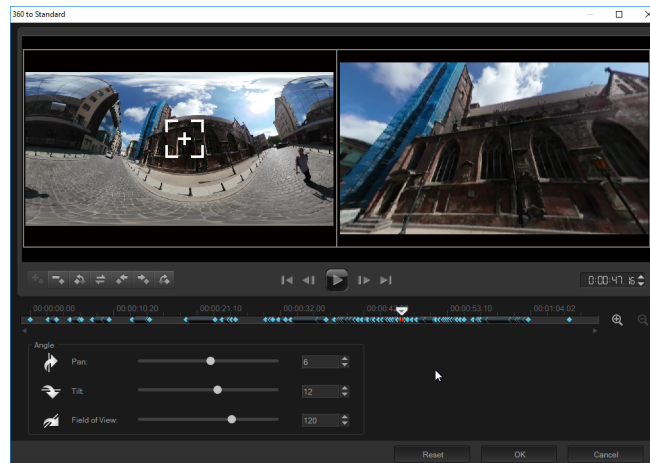 360 to Standard
0:00:47. 16
00:00:00.00 00:00:10.20 00:00:21.10 00:00:32.00 00:00:53.10 00:01:04.02
Angle
Pan: 6
Tilt: 12
Field of View: 120
Reset OK Cancel